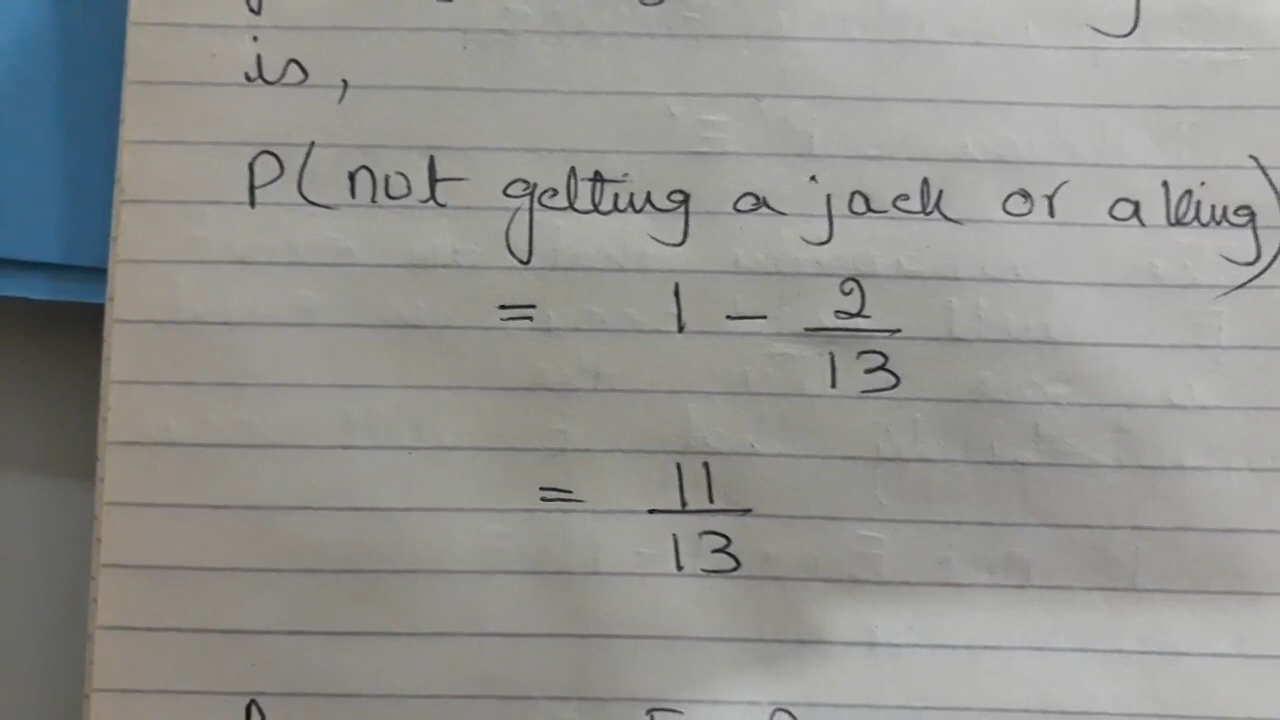 is,
P(not getting a jack or a king)
= 1 - 2/13
= 11/13